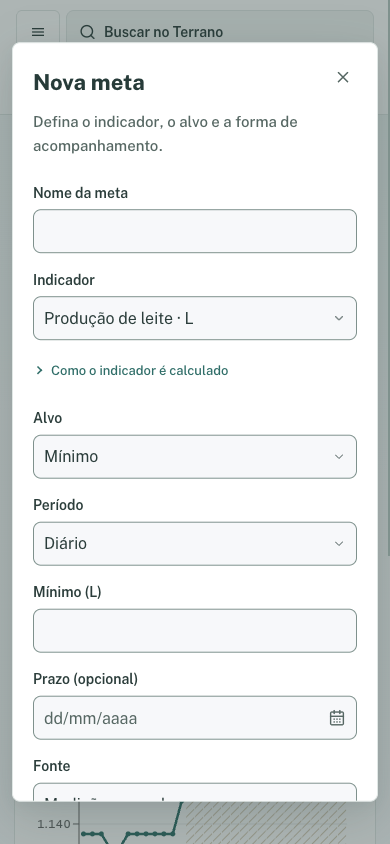 Buscar no Terrano
Nova meta
Defina o indicador, o alvo e a forma de
acompanhamento.
Nome da meta
Indicador
Produção de leite · L
Como o indicador é calculado
Alvo
Mínimo
Período
Diário
Mínimo (L)
Prazo (opcional)
dd/mm/aaaa
Fonte
1.140